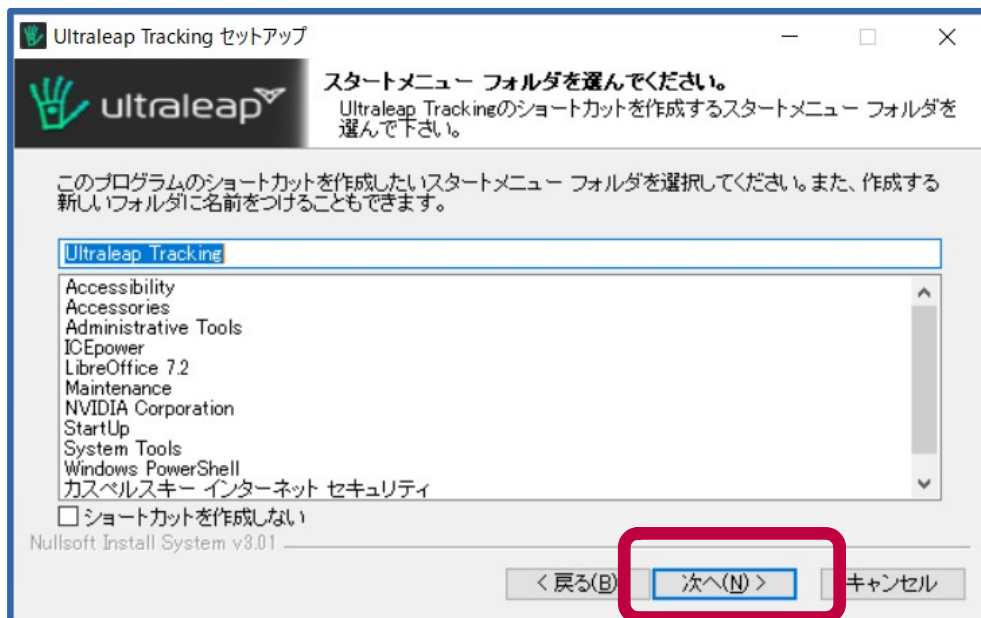 Ultraleap Tracking セットアップ
ultraleap
スタートメニュー フォルダを選んでください。
Ultraleap Trackingのショートカットを作成するスタートメニュー フォルダを
選んで下さい。
このプログラムのショートカットを作成したいスタートメニュー フォルダを選択してください。また、作成する
新しいフォルダに名前をつけることもできます。
Ultraleap Tracking
Accessibility
Accessories
Administrative Tools
ICEpower
LibreOffice 7.2
Maintenance
NVIDIA Corporation
StartUp
System Tools
Windows PowerShell
カスペルスキー インターネット セキュリティ
ショートカットを作成しない
Nullsoft Install System v3.01
< 戻る(B)
次へ(N) >
キャンセル